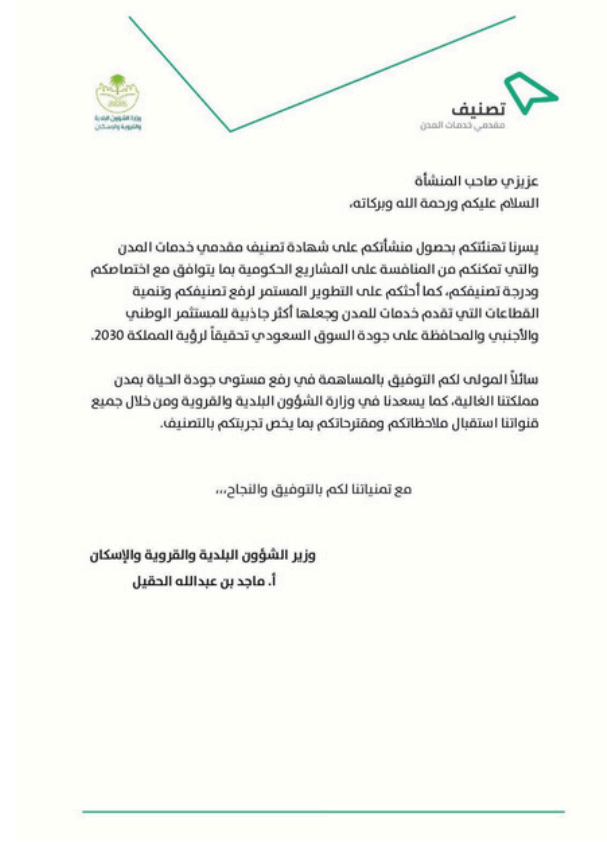 وزارة الشؤون البلدية
والقروية والإسكان
تصنيف
مقدمي خدمات المدن
عزيزي صاحب المنشأة
السلام عليكم ورحمة الله وبركاته،
يسرنا تهنئتكم بحصول منشأتكم على شهادة تصنيف مقدمي خدمات المدن
والتي تمكنكم من المنافسة على المشاريع الحكومية بما يتوافق مع اختصاصكم
ودرجة تصنيفكم، كما أحثكم على التطوير المستمر لرفع تصنيفكم وتنمية
القطاعات التي تقدم خدمات للمدن وجعلها أكثر جاذبية للمستثمر الوطني
والأجنبي والمحافظة على جودة السوق السعودي تحقيقاً لرؤية المملكة 2030.
سائلاً المولى لكم التوفيق بالمساهمة في رفع مستوى جودة الحياة بمدن
مملكتنا الغالية، كما يسعدنا في وزارة الشؤون البلدية والقروية ومن خلال جميع
قنواتنا استقبال ملاحظاتكم ومقترحاتكم بما يخص تجربتكم بالتصنيف.
مع تمنياتنا لكم بالتوفيق والنجاح،،،
وزير الشؤون البلدية والقروية والإسكان
أ. ماجد بن عبدالله الحقيل